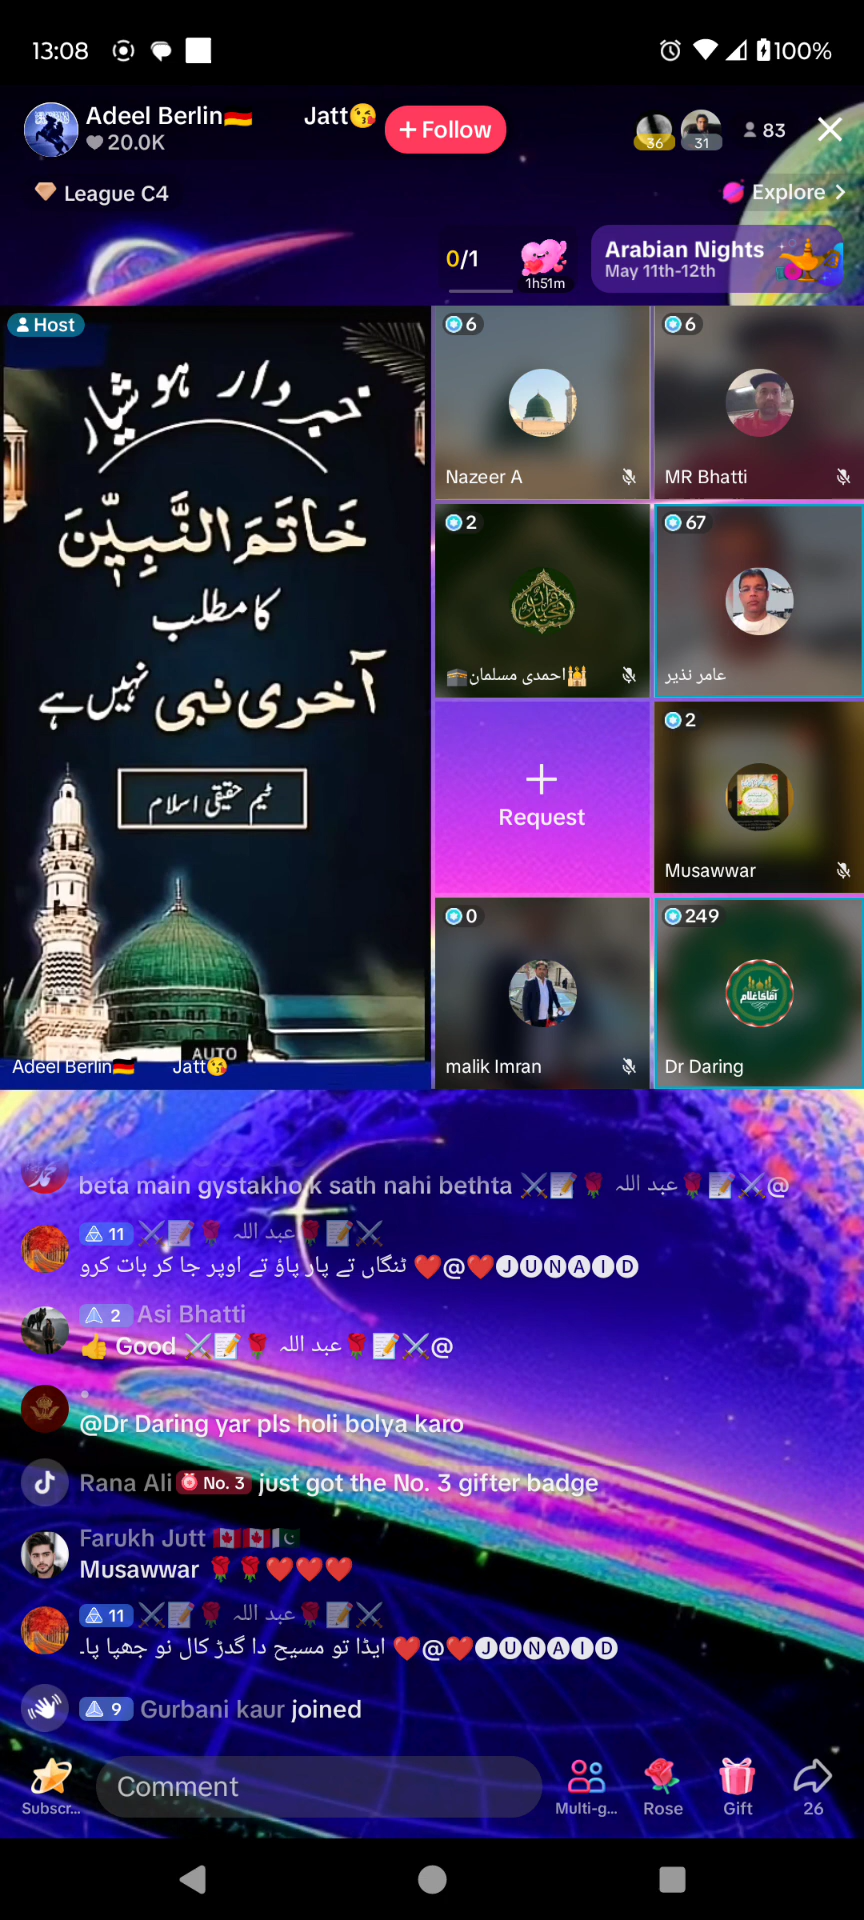 13:08
100%
Adeel Berlin🇩🇪 Jatt😘
20.0K
+ Follow
36
31
83
League C4
Explore
0/1
1h51m
Arabian Nights
May 11th-12th
Host
خبردار ہوشیار
خَاتَمَ النَّبِيّٖنَ
کا مطلب
آخری نبی نہیں ہے
ٹیم حقیقی اسلام
AUTO
Adeel Berlin🇩🇪 Jatt😘
6
Nazeer A
6
MR Bhatti
2
🕋احمدی مسلمان🕌
67
عامر نذیر
Request
2
Musawwar
0
malik Imran
249
آقا کا غلام
Dr Daring
beta main gystakho k sath nahi bethta ⚔️📝🌹 عبد اللہ🌹📝⚔️@
11 ⚔️📝🌹 عبد اللہ🌹📝⚔️
ٹنگاں تے پار پاؤ تے اوپر جا کر بات کرو ❤️@❤️🅙🅤🅝🅐🅘🅓
2 Asi Bhatti
👍 Good ⚔️📝🌹 عبد اللہ🌹📝⚔️@
@Dr Daring yar pls holi bolya karo
Rana Ali No. 3 just got the No. 3 gifter badge
Farukh Jutt 🇨🇦🇨🇦🇵🇰
Musawwar 🌹🌹❤️❤️❤️
11 ⚔️📝🌹 عبد اللہ🌹📝⚔️
ایڈا تو مسیح دا گدڑ کال نو جھپا پا۔ ❤️@❤️🅙🅤🅝🅐🅘🅓
9 Gurbani kaur joined
Subscr...
Comment
Multi-g...
Rose
Gift
26